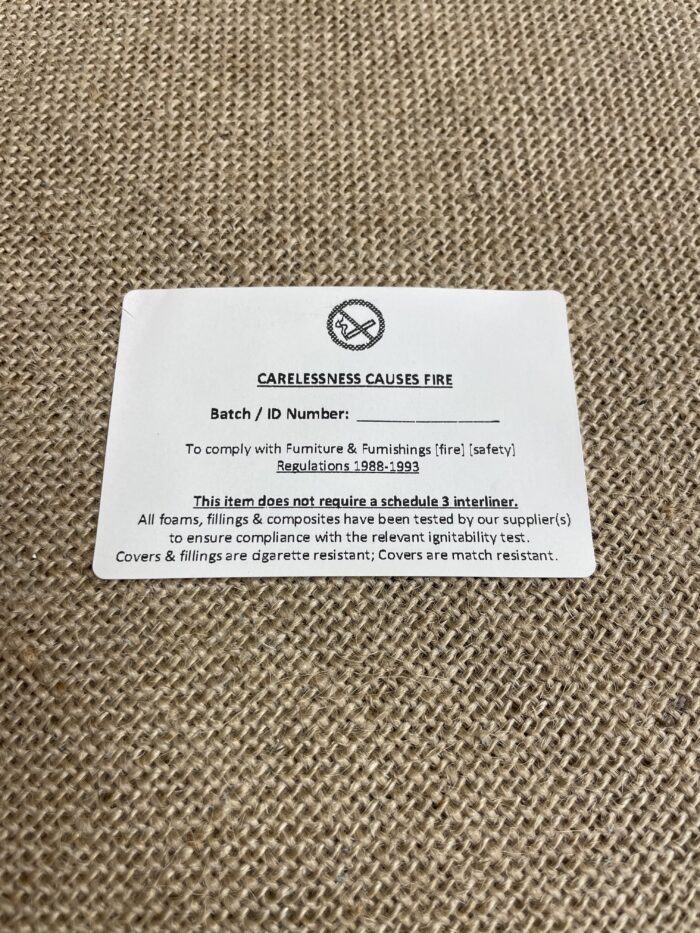 CARELESSNESS CAUSES FIRE
Batch / ID Number: ____________________
To comply with Furniture & Furnishings [fire] [safety]
Regulations 1988-1993
This item does not require a schedule 3 interliner.
All foams, fillings & composites have been tested by our supplier(s)
to ensure compliance with the relevant ignitability test.
Covers & fillings are cigarette resistant; Covers are match resistant.